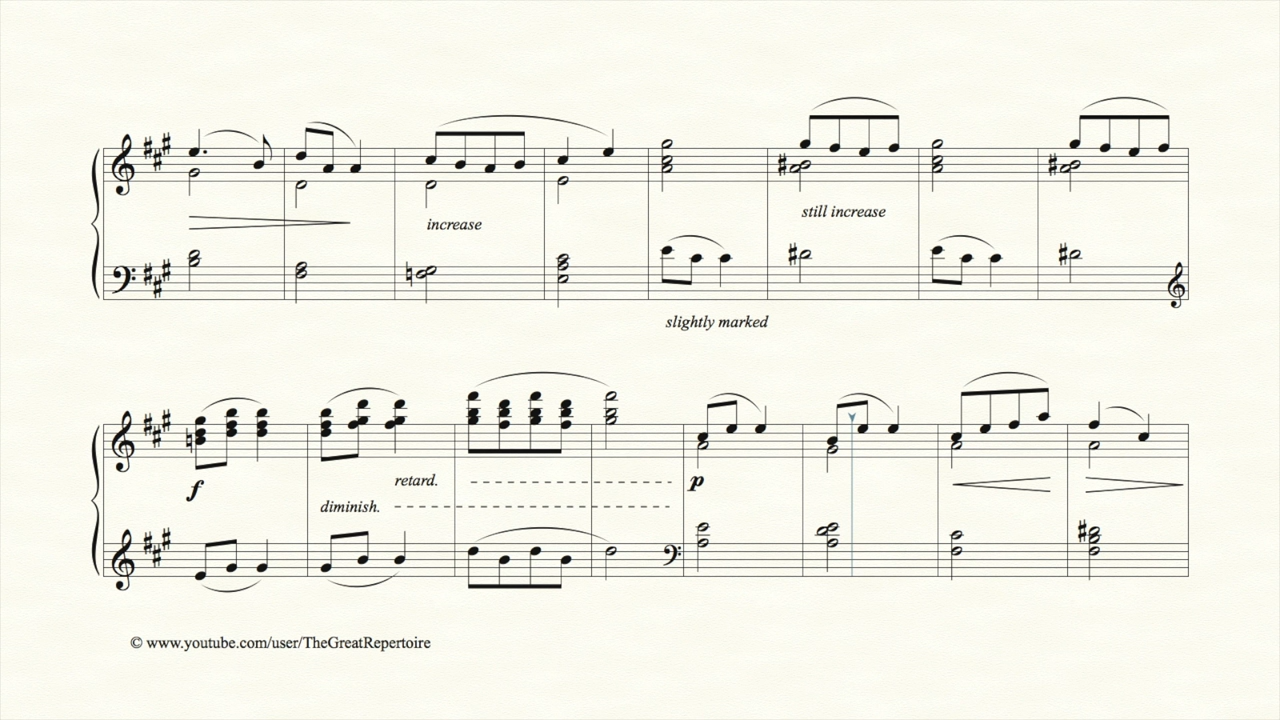 increase
still increase
slightly marked
f
retard.
p
diminish.
© www.youtube.com/user/TheGreatRepertoire